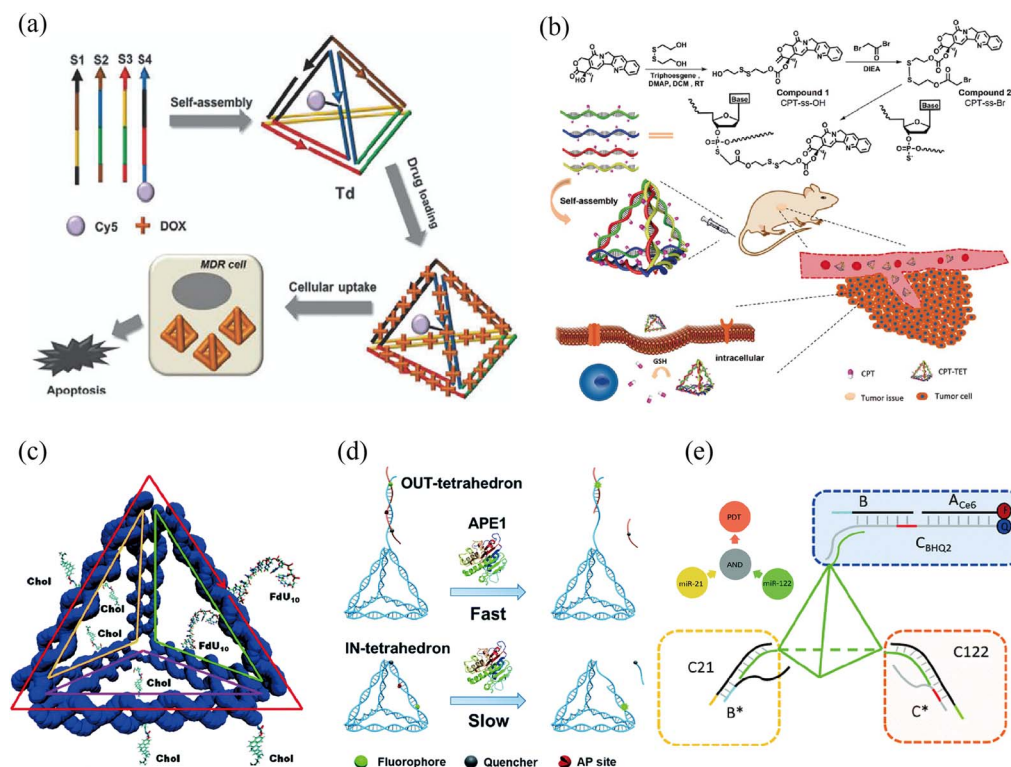 (a)
S1 S2 S3 S4
Self-assembly
Td
Cy5
DOX
Drug loading
MDR cell
Cellular uptake
Apoptosis
(b)
Triphosgene ,
DMAP, DCM , RT
Compound 1
CPT-ss-OH
DIEA
Compound 2
CPT-ss-Br
Base
Base
Self-assembly
GSH
intracellular
CPT
CPT-TET
Tumor issue
Tumor cell
(c)
Chol
Chol
Chol
Chol
Chol
Chol
FdU10
FdU10
(d)
OUT-tetrahedron
APE1
Fast
IN-tetrahedron
Slow
Fluorophore
Quencher
AP site
(e)
PDT
AND
miR-21
miR-122
B
ACe6
F
Q
CBHQ2
C21
B*
C122
C*